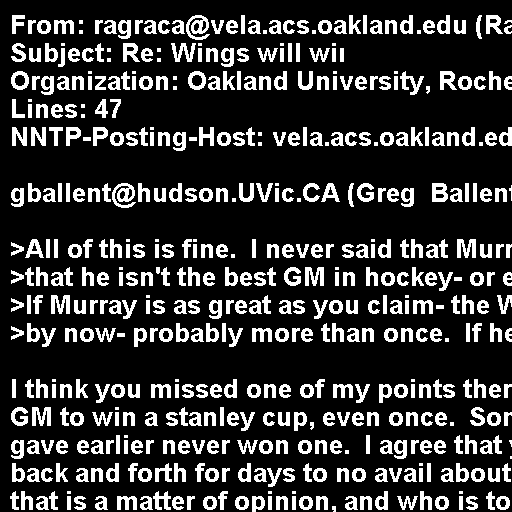 From: ragraca@vela.acs.oakland.edu (Ra
Subject: Re: Wings will wi
Organization: Oakland University, Roche
Lines: 47
NNTP-Posting-Host: vela.acs.oakland.ed

gballent@hudson.UVic.CA (Greg  Ballent

>All of this is fine.  I never said that Murr
>that he isn't the best GM in hockey- or e
>If Murray is as great as you claim- the W
>by now- probably more than once.  If he

I think you missed one of my points ther
GM to win a stanley cup, even once.  Som
gave earlier never won one.  I agree that y
back and forth for days to no avail about
that is a matter of opinion, and who is to